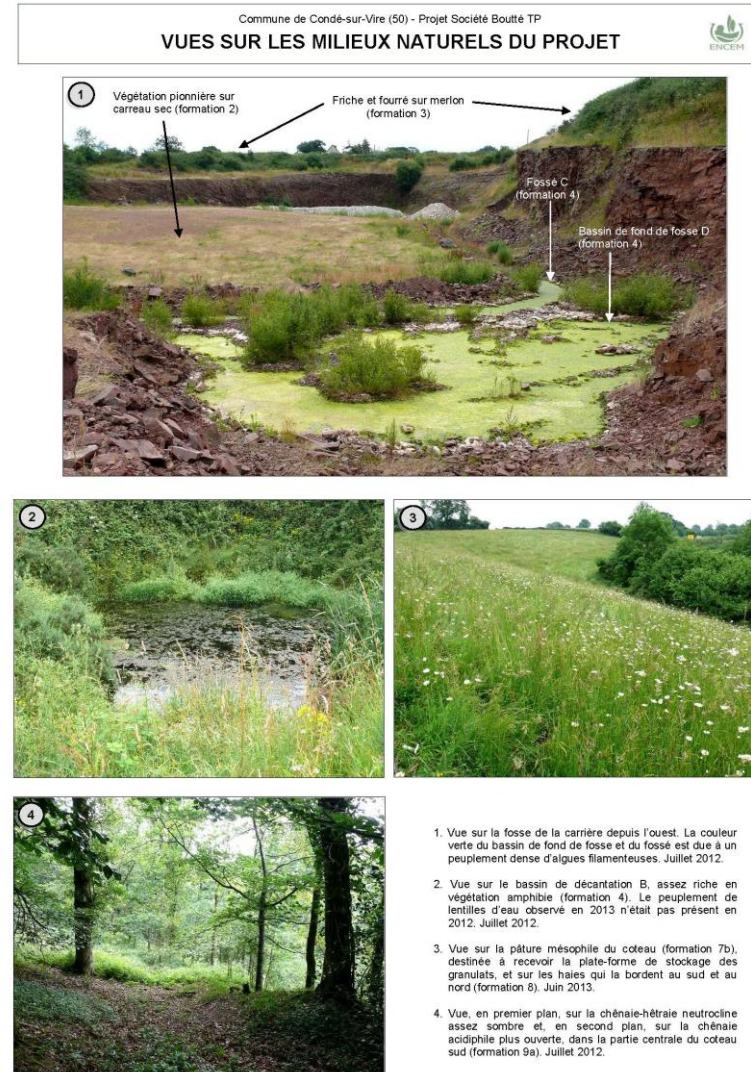 Commune de Condé-sur-Vire (50) - Projet Société Boutté TP
VUES SUR LES MILIEUX NATURELS DU PROJET
ENCEM
1
Végétation pionnière sur
carreau sec (formation 2)
Friche et fourré sur merlon
(formation 3)
Fossé C
(formation 4)
Bassin de fond de fosse D
(formation 4)
2
3
4
1. Vue sur la fosse de la carrière depuis l'ouest. La couleur
verte du bassin de fond de fosse et du fossé est due à un
peuplement dense d'algues filamenteuses. Juillet 2012.
2. Vue sur le bassin de décantation B, assez riche en
végétation amphibie (formation 4). Le peuplement de
lentilles d'eau observé en 2013 n'était pas présent en
2012. Juillet 2012.
3. Vue sur la pâture mésophile du coteau (formation 7b),
destinée à recevoir la plate-forme de stockage des
granulats, et sur les haies qui la bordent au sud et au
nord (formation 8). Juin 2013.
4. Vue, en premier plan, sur la chênaie-hêtraie neutrocline
assez sombre et, en second plan, sur la chênaie
acidiphile plus ouverte, dans la partie centrale du coteau
sud (formation 9a). Juillet 2012.